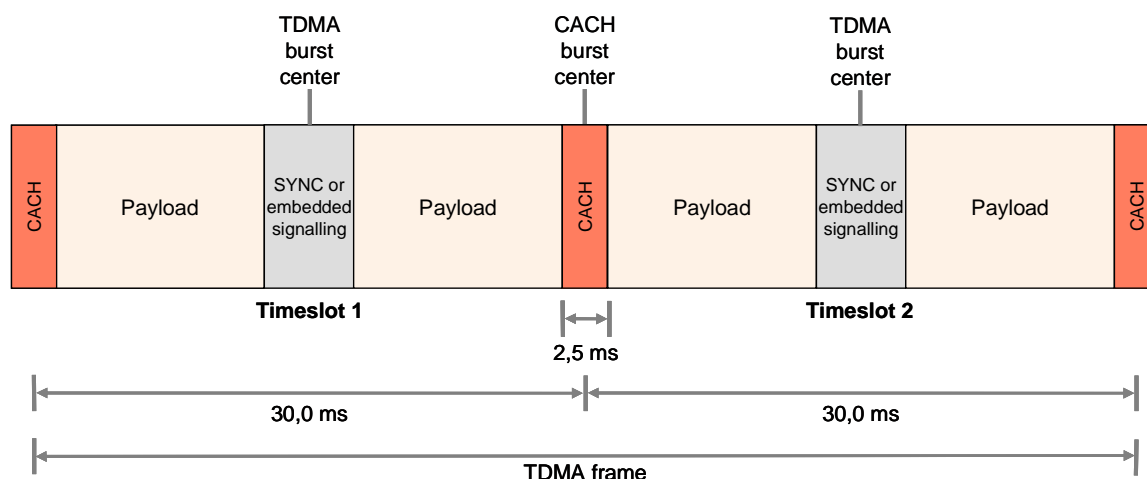 TDMA
burst
center
CACH
burst
center
TDMA
burst
center
CACH
Payload
SYNC or
embedded
signalling
Payload
CACH
Payload
SYNC or
embedded
signalling
Payload
CACH
Timeslot 1
Timeslot 2
2,5 ms
30,0 ms
30,0 ms
TDMA frame